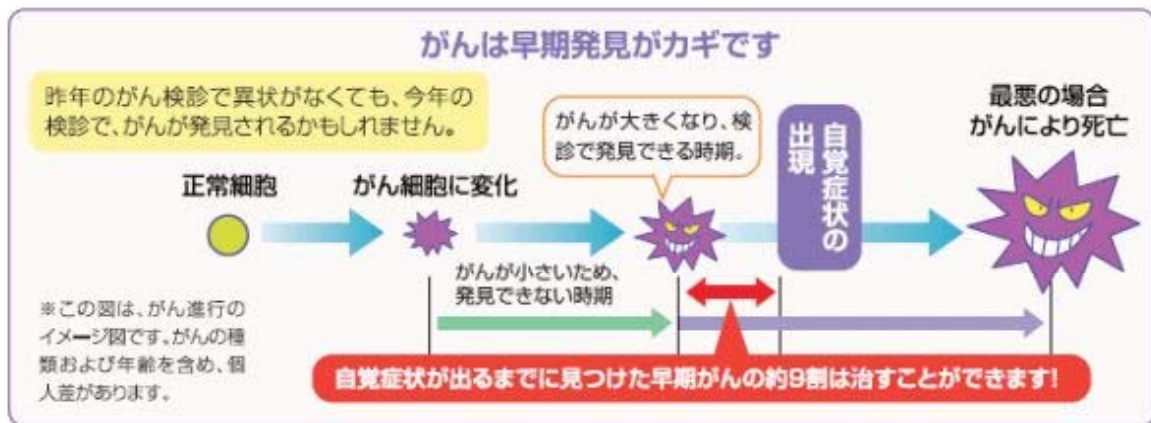 がんは早期発見がカギです
昨年のがん検診で異状がなくても、今年の
検診で、がんが発見されるかもしれません。
正常細胞
がん細胞に変化
がんが大きくなり、検
診で発見できる時期。
自覚症状の
出現
最悪の場合
がんにより死亡
がんが小さいため、
発見できない時期
※この図は、がん進行の
イメージ図です。がんの種
類および年齢を含め、個
人差があります。
自覚症状が出るまでに見つけた早期がんの約9割は治すことができます!